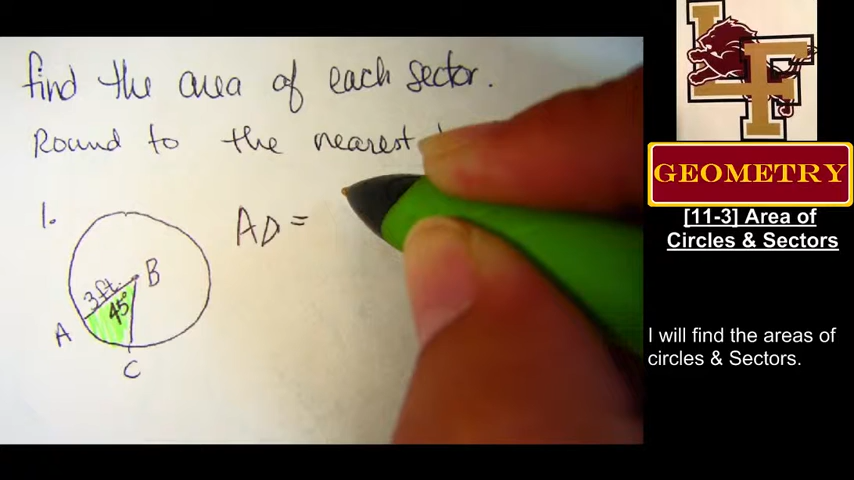 find the area of each sector.
Round to the nearest
1.
3 ft.
B
45°
A
C
A⌓ =
LF
GEOMETRY
[11-3] Area of
Circles & Sectors
I will find the areas of
circles & Sectors.